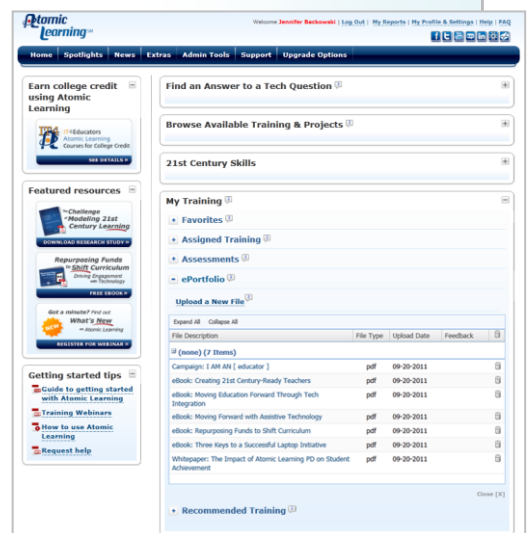 Atomic
Learning
Welcome Jennifer Backowski | Log Out | My Reports | My Profile & Settings | Help | FAQ
Home Spotlights News Extras Admin Tools Support Upgrade Options
Earn college credit
using Atomic
Learning
ITP4Educators
Atomic Learning
Courses for College Credit
SEE DETAILS »
Featured resources
The Challenge
of Modeling 21st
Century Learning
DOWNLOAD RESEARCH STUDY »
Repurposing Funds
to Shift Curriculum
Driving Engagement
with Technology
FREE EBOOK »
Got a minute? Find out
What's New
NEW
on Atomic Learning
REGISTER FOR WEBINAR »
Getting started tips
Guide to getting started
with Atomic Learning
Training Webinars
How to use Atomic
Learning
Request help
Find an Answer to a Tech Question
Browse Available Training & Projects
21st Century Skills
My Training
Favorites
Assigned Training
Assessments
ePortfolio
Upload a New File
Expand All Collapse All
File Description File Type Upload Date Feedback
(none) (7 Items)
Campaign: I AM AN [ educator ] pdf 09-20-2011
eBook: Creating 21st Century-Ready Teachers pdf 09-20-2011
eBook: Moving Education Forward Through Tech
Integration pdf 09-20-2011
eBook: Moving Forward with Assistive Technology pdf 09-20-2011
eBook: Repurposing Funds to Shift Curriculum pdf 09-20-2011
eBook: Three Keys to a Successful Laptop Initiative pdf 09-20-2011
Whitepaper: The Impact of Atomic Learning PD on Student
Achievement pdf 09-20-2011
Close [X]
Recommended Training